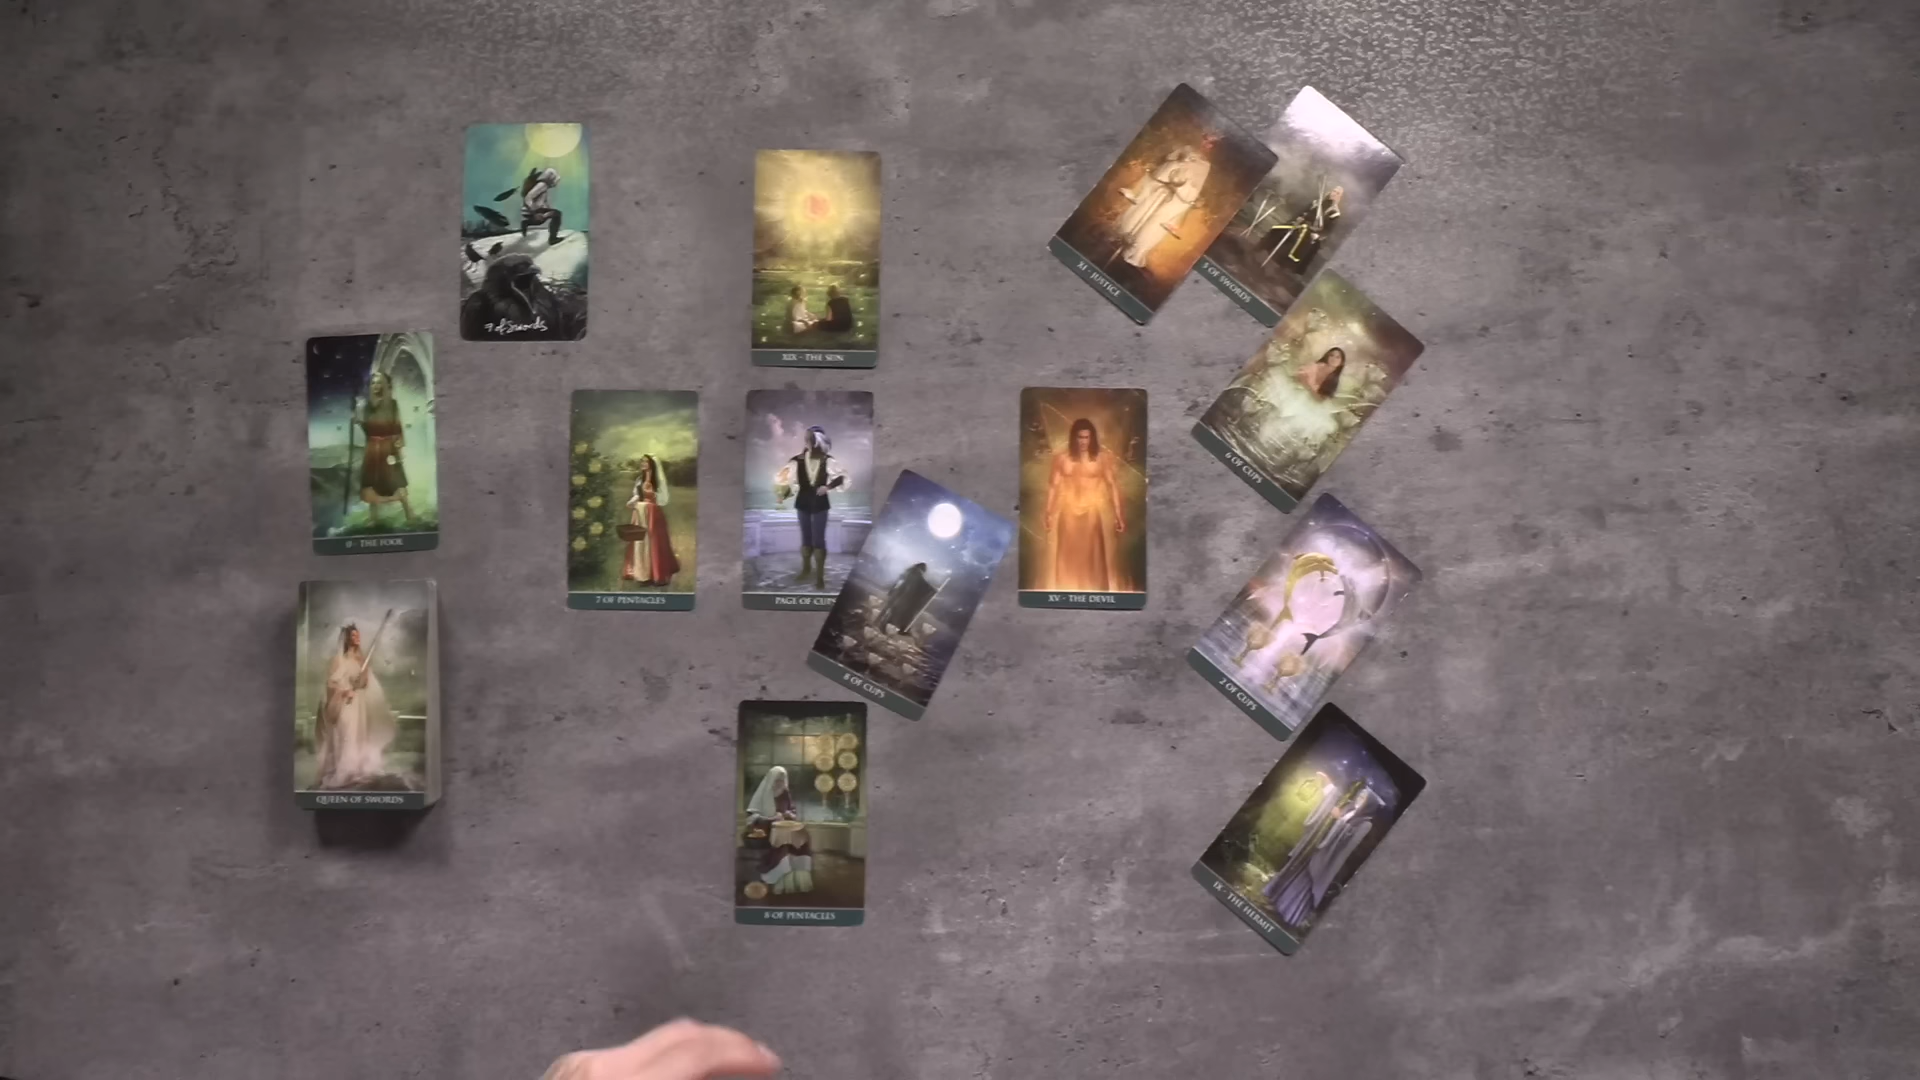 7 of Swords
XIX - THE SUN
XI - JUSTICE
5 OF SWORDS
0 - THE FOOL
6 OF CUPS
7 OF PENTACLES
PAGE OF CUPS
XV - THE DEVIL
8 OF CUPS
2 OF CUPS
QUEEN OF SWORDS
8 OF PENTACLES
IX - THE HERMIT